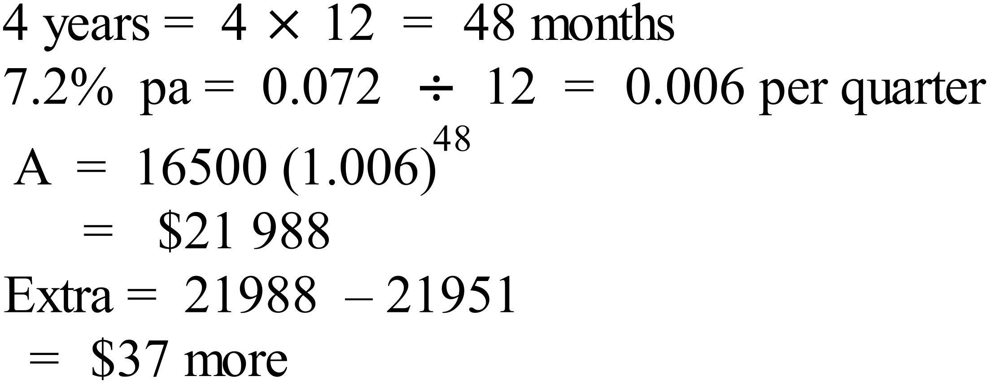 4 years = 4 × 12 = 48 months
7.2% pa = 0.072 ÷ 12 = 0.006 per quarter
A = 16500 (1.006)^48
= $21 988
Extra = 21988 – 21951
= $37 more